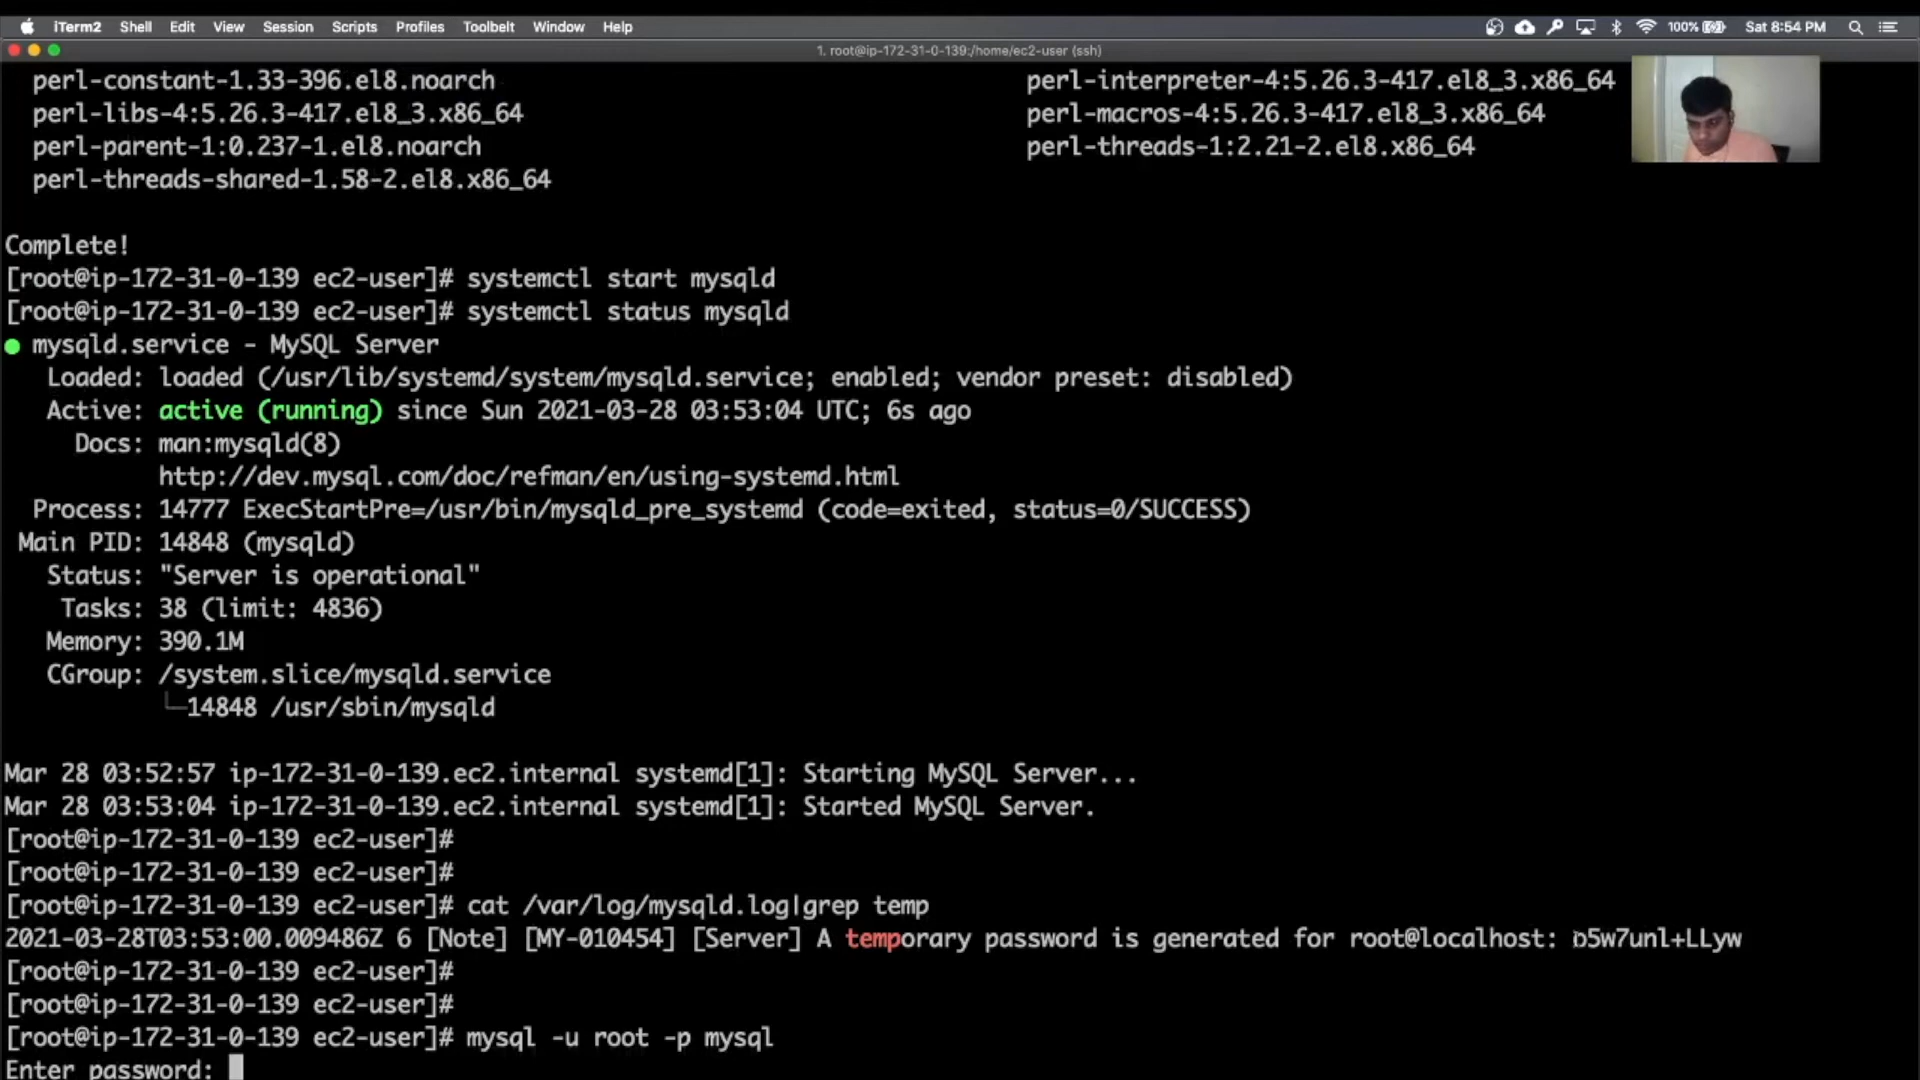 iTerm2 Shell Edit View Session Scripts Profiles Toolbelt Window Help 100% Sat 8:54 PM
1. root@ip-172-31-0-139:/home/ec2-user (ssh)
perl-constant-1.33-396.el8.noarch perl-interpreter-4:5.26.3-417.el8_3.x86_64
perl-libs-4:5.26.3-417.el8_3.x86_64 perl-macros-4:5.26.3-417.el8_3.x86_64
perl-parent-1:0.237-1.el8.noarch perl-threads-1:2.21-2.el8.x86_64
perl-threads-shared-1.58-2.el8.x86_64
Complete!
[root@ip-172-31-0-139 ec2-user]# systemctl start mysqld
[root@ip-172-31-0-139 ec2-user]# systemctl status mysqld
● mysqld.service - MySQL Server
Loaded: loaded (/usr/lib/systemd/system/mysqld.service; enabled; vendor preset: disabled)
Active: active (running) since Sun 2021-03-28 03:53:04 UTC; 6s ago
Docs: man:mysqld(8)
http://dev.mysql.com/doc/refman/en/using-systemd.html
Process: 14777 ExecStartPre=/usr/bin/mysqld_pre_systemd (code=exited, status=0/SUCCESS)
Main PID: 14848 (mysqld)
Status: "Server is operational"
Tasks: 38 (limit: 4836)
Memory: 390.1M
CGroup: /system.slice/mysqld.service
└─14848 /usr/sbin/mysqld
Mar 28 03:52:57 ip-172-31-0-139.ec2.internal systemd[1]: Starting MySQL Server...
Mar 28 03:53:04 ip-172-31-0-139.ec2.internal systemd[1]: Started MySQL Server.
[root@ip-172-31-0-139 ec2-user]#
[root@ip-172-31-0-139 ec2-user]#
[root@ip-172-31-0-139 ec2-user]# cat /var/log/mysqld.log|grep temp
2021-03-28T03:53:00.009486Z 6 [Note] [MY-010454] [Server] A temporary password is generated for root@localhost:
[root@ip-172-31-0-139 ec2-user]#
[root@ip-172-31-0-139 ec2-user]#
[root@ip-172-31-0-139 ec2-user]# mysql -u root -p mysql
Enter password: